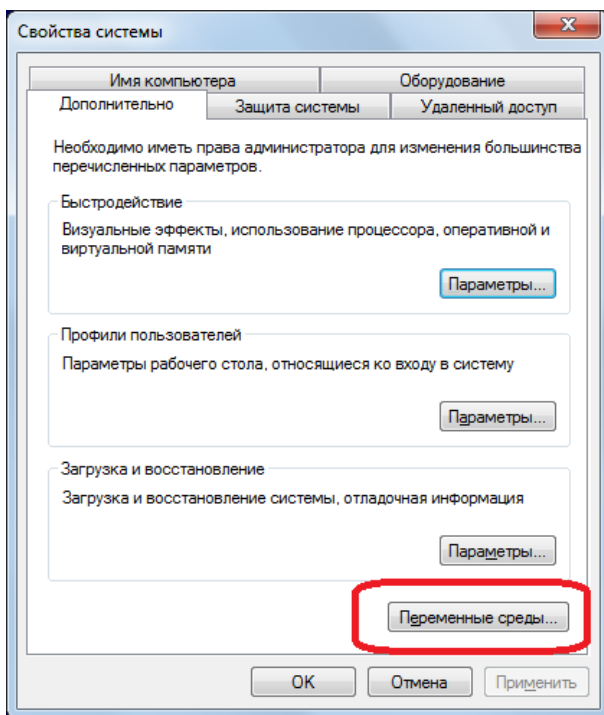 Свойства системы
Имя компьютера
Оборудование
Дополнительно
Защита системы
Удаленный доступ
Необходимо иметь права администратора для изменения большинства
перечисленных параметров.
Быстродействие
Визуальные эффекты, использование процессора, оперативной и
виртуальной памяти
Параметры...
Профили пользователей
Параметры рабочего стола, относящиеся ко входу в систему
Параметры...
Загрузка и восстановление
Загрузка и восстановление системы, отладочная информация
Параметры...
Переменные среды...
OK
Отмена
Применить